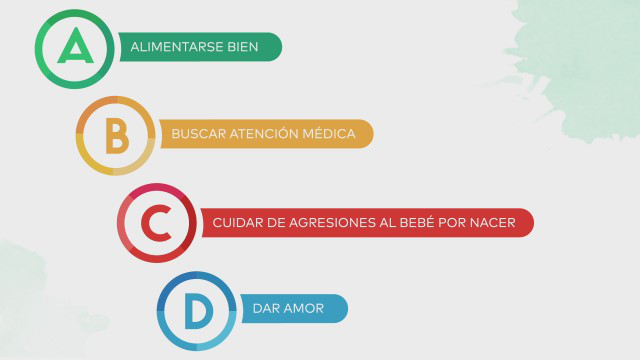 A ALIMENTARSE BIEN
B BUSCAR ATENCIÓN MÉDICA
C CUIDAR DE AGRESIONES AL BEBÉ POR NACER
D DAR AMOR